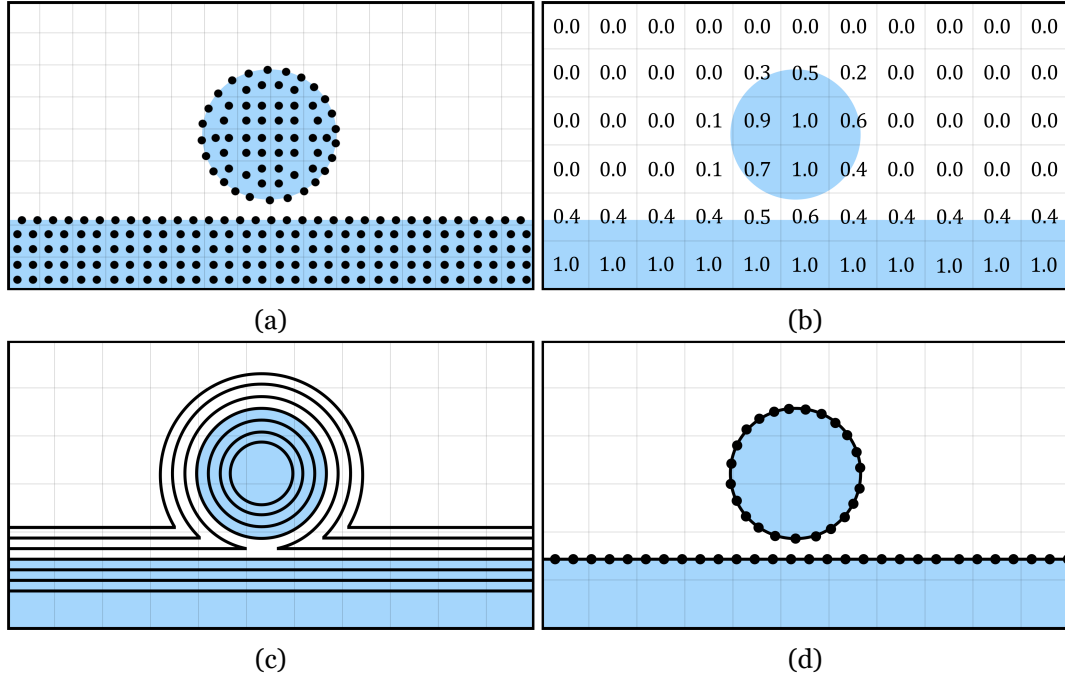 0.0 0.0 0.0 0.0 0.0 0.0 0.0 0.0 0.0 0.0 0.0
0.0 0.0 0.0 0.0 0.3 0.5 0.2 0.0 0.0 0.0 0.0
0.0 0.0 0.0 0.1 0.9 1.0 0.6 0.0 0.0 0.0 0.0
0.0 0.0 0.0 0.1 0.7 1.0 0.4 0.0 0.0 0.0 0.0
0.4 0.4 0.4 0.4 0.5 0.6 0.4 0.4 0.4 0.4 0.4
1.0 1.0 1.0 1.0 1.0 1.0 1.0 1.0 1.0 1.0 1.0
(a) (b)
(c) (d)